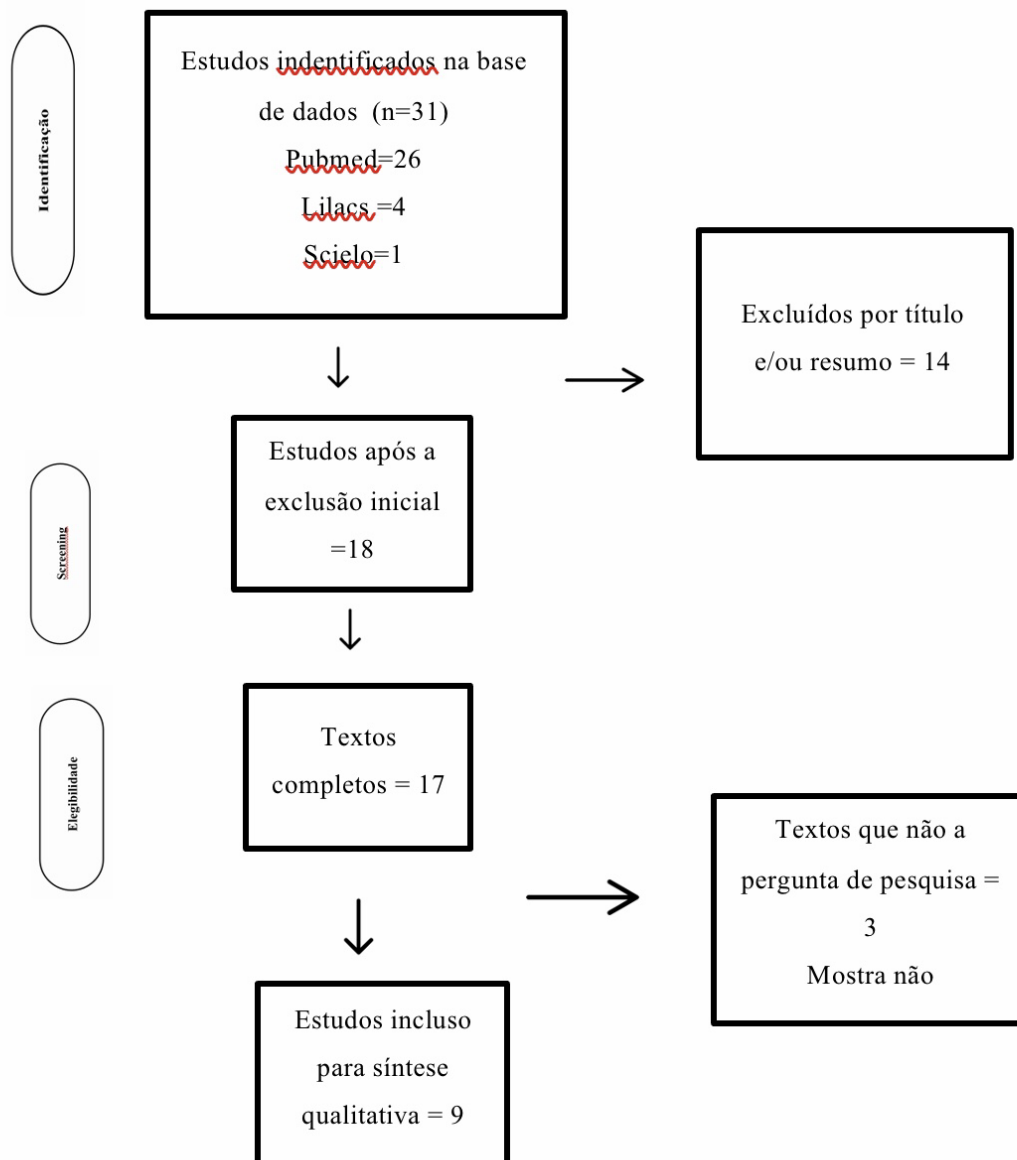 Identificação
Estudos indentificados na base
de dados (n=31)
Pubmed=26
Lilacs =4
Scielo=1
Excluídos por título
e/ou resumo = 14
Screening
Estudos após a
exclusão inicial
=18
Elegibilidade
Textos
completos = 17
Textos que não a
pergunta de pesquisa =
3
Mostra não
Estudos incluso
para síntese
qualitativa = 9